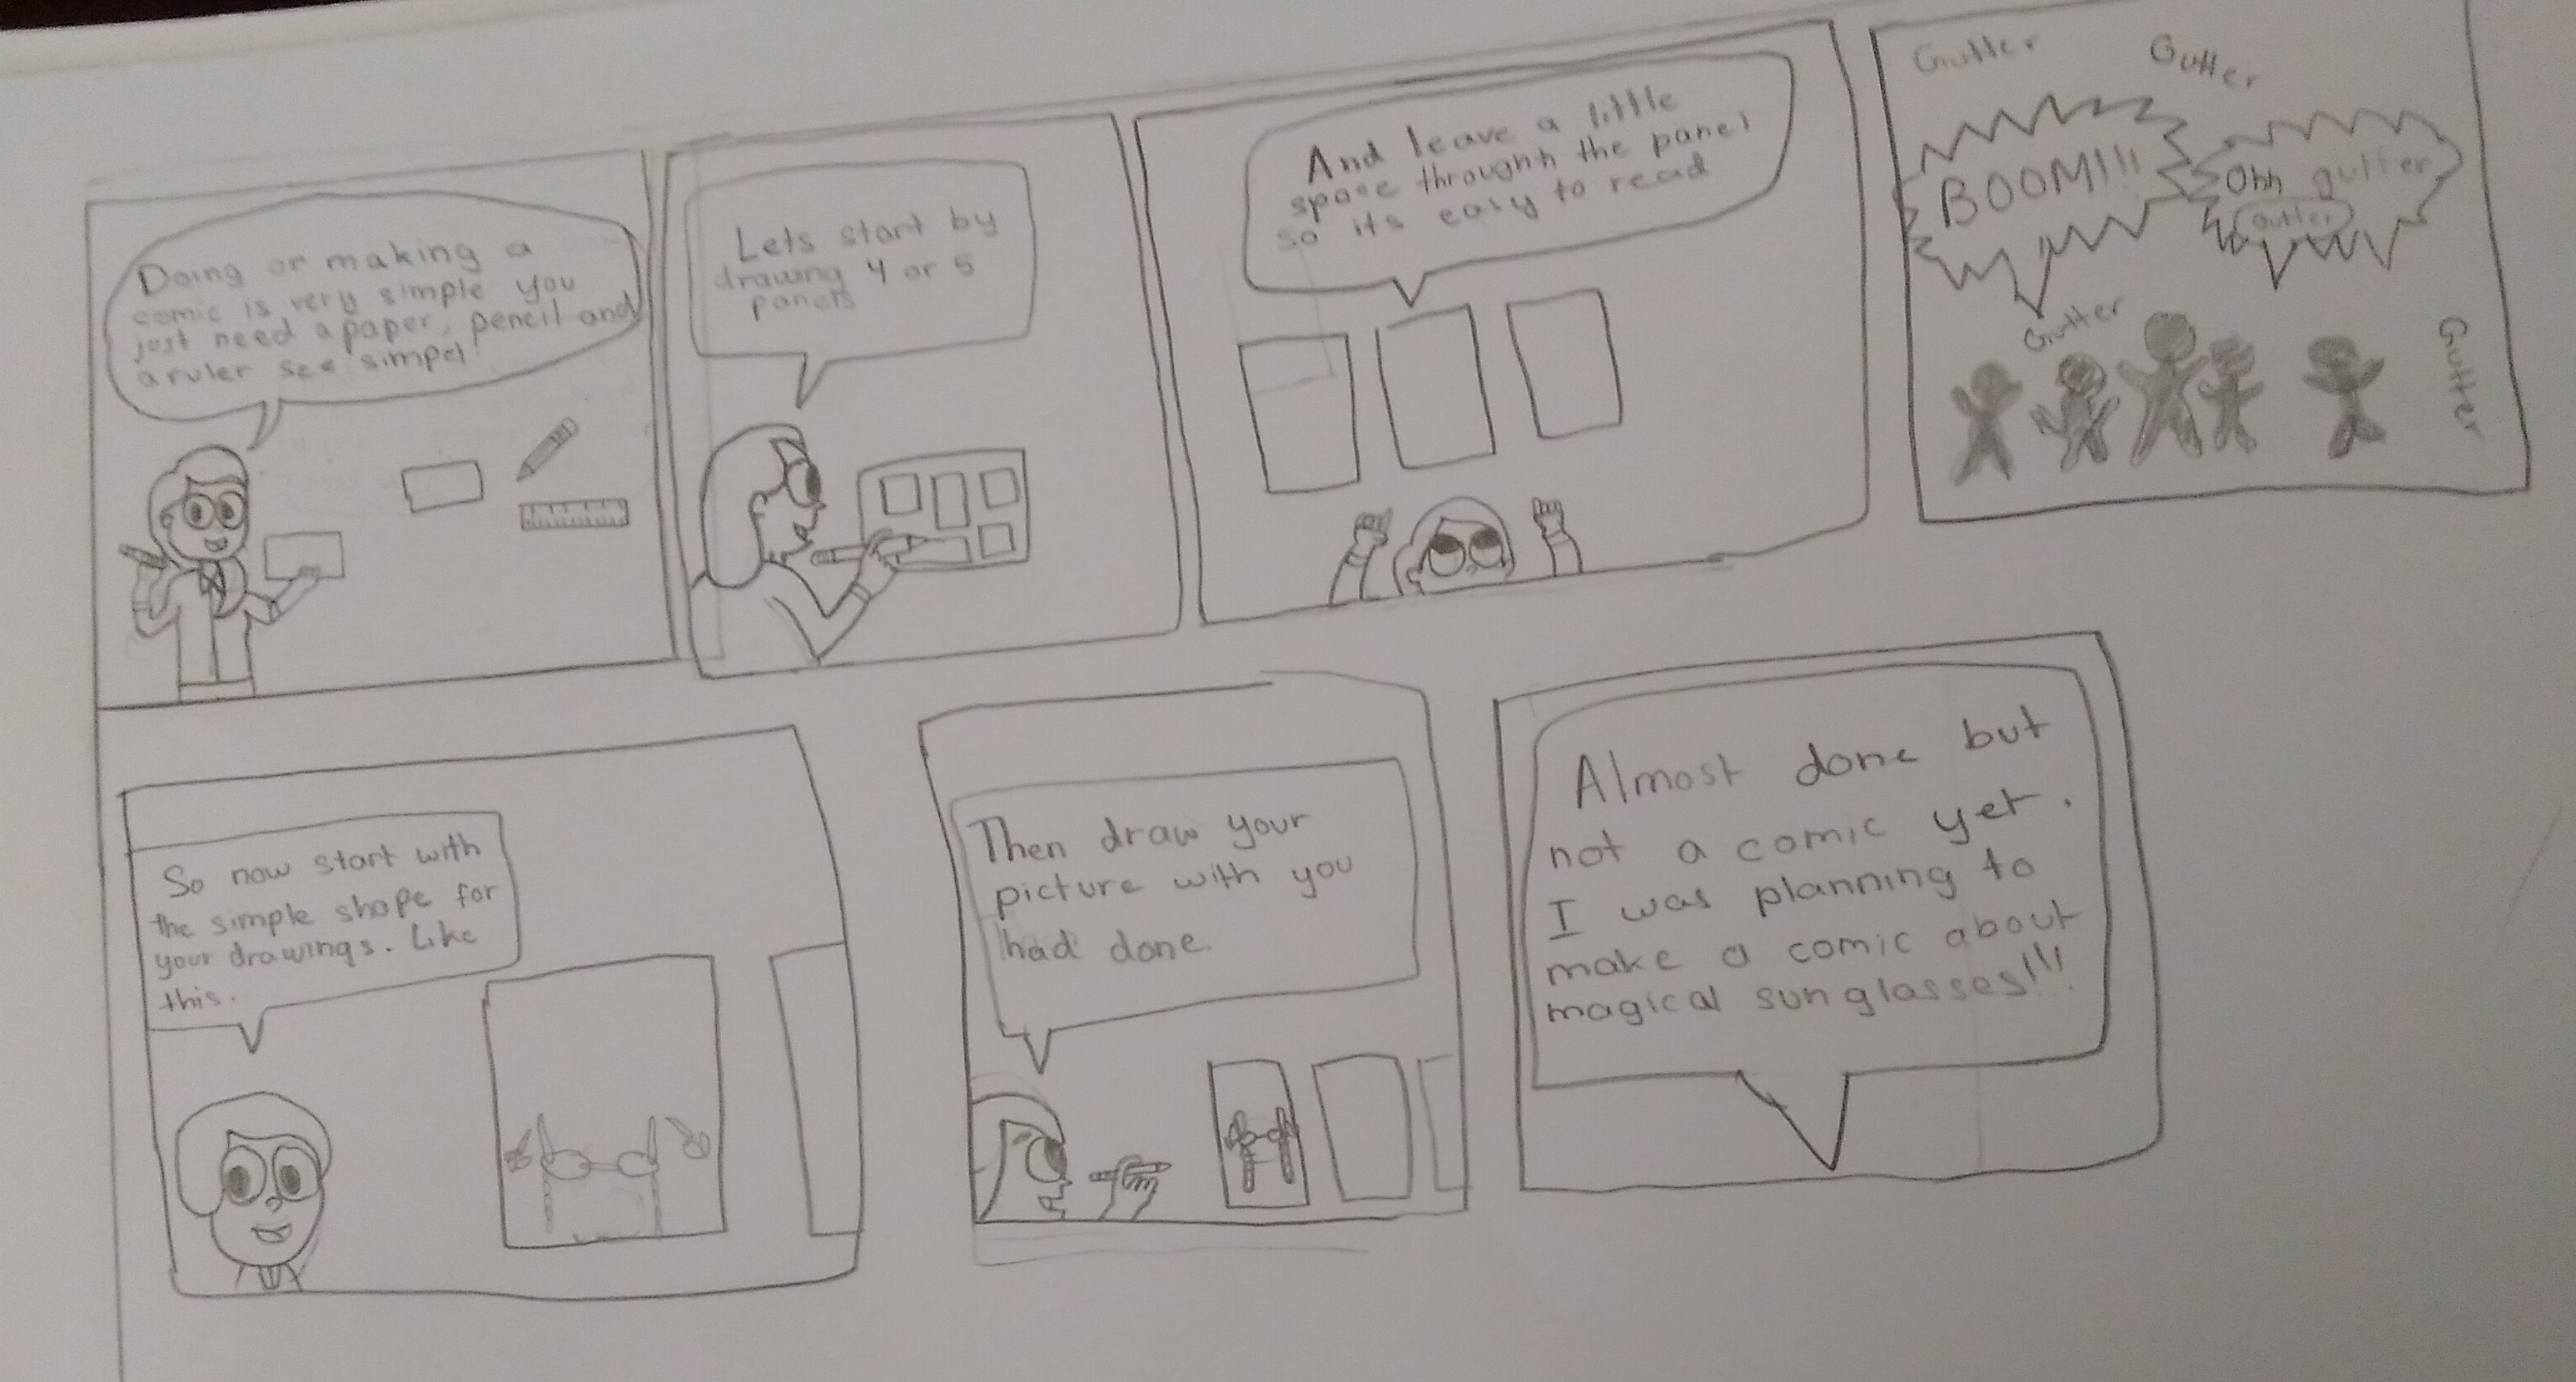 Doing or making a
comic is very simple you
just need a paper, pencil and
a ruler see simpel!
Lets start by
drawing 4 or 5
panels
And leave a little
spase throughh the panel
so its easy to read
Gutter
Gutter
BOOM!!!
Ohh gutter
Gutter
Gutter
Gutter
So now start with
the simple shape for
your drawings. Like
this.
Then draw your
picture with you
had done.
Almost done but
not a comic yet.
I was planning to
make a comic about
magical sunglasses!!!